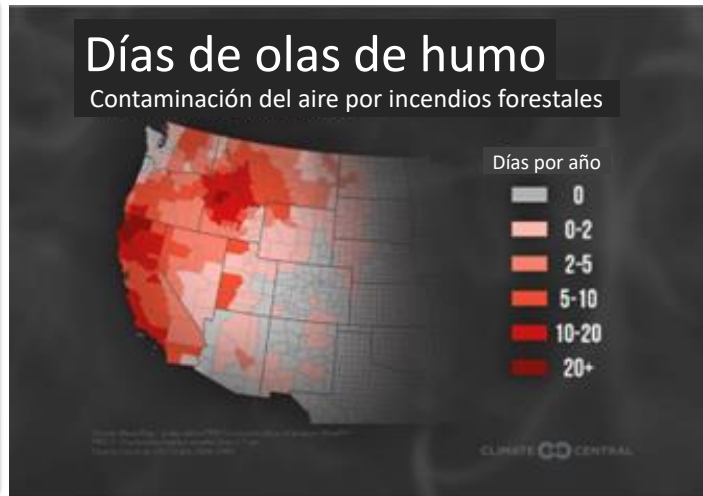 Días de olas de humo
Contaminación del aire por incendios forestales
Días por año
0
0-2
2-5
5-10
10-20
20+
CLIMATE CENTRAL